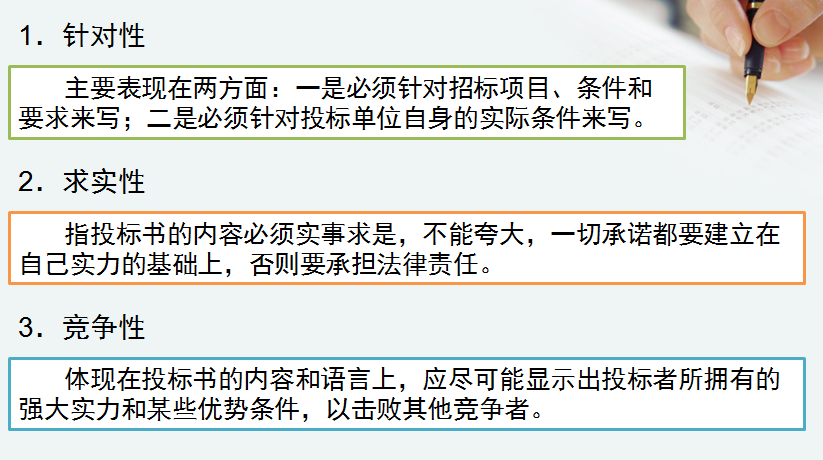 1．针对性
主要表现在两方面：一是必须针对招标项目、条件和
要求来写；二是必须针对投标单位自身的实际条件来写。
2．求实性
指投标书的内容必须实事求是，不能夸大，一切承诺都要建立在
自己实力的基础上，否则要承担法律责任。
3．竞争性
体现在投标书的内容和语言上，应尽可能显示出投标者所拥有的
强大实力和某些优势条件，以击败其他竞争者。